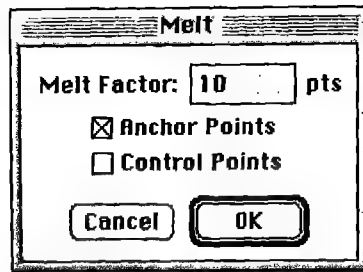 Melt
Melt Factor: 10 pts
Anchor Points
Control Points
Cancel OK